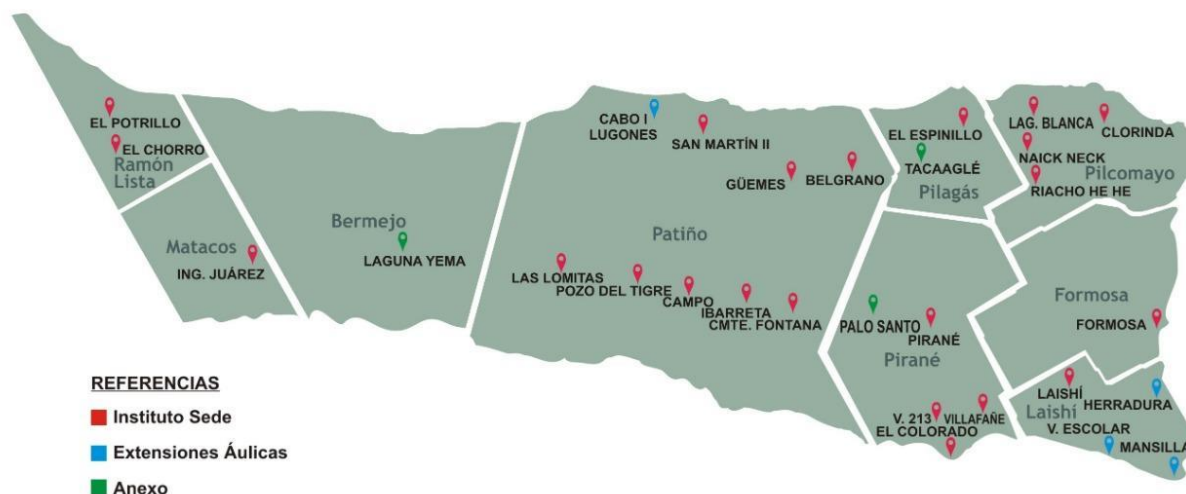 EL POTRILLO
EL CHORRO
Ramón
Lista
Matacos
ING. JUÁREZ
Bermejo
LAGUNA YEMA
CABO I
LUGONES
SAN MARTÍN II
GÜEMES
BELGRANO
Patiño
LAS LOMITAS
POZO DEL TIGRE
CAMPO
IBARRETA
CMTE. FONTANA
EL ESPINILLO
TACAAGLÉ
Pilagás
LAG. BLANCA
CLORINDA
NAICK NECK
Pilcomayo
RIACHO HE HE
PALO SANTO
PIRANÉ
Pirané
V. 213
VILLAFAÑE
EL COLORADO
Formosa
FORMOSA
LAISHÍ
HERRADURA
Laishí
V. ESCOLAR
MANSILLA
REFERENCIAS
Instituto Sede
Extensiones Áulicas
Anexo